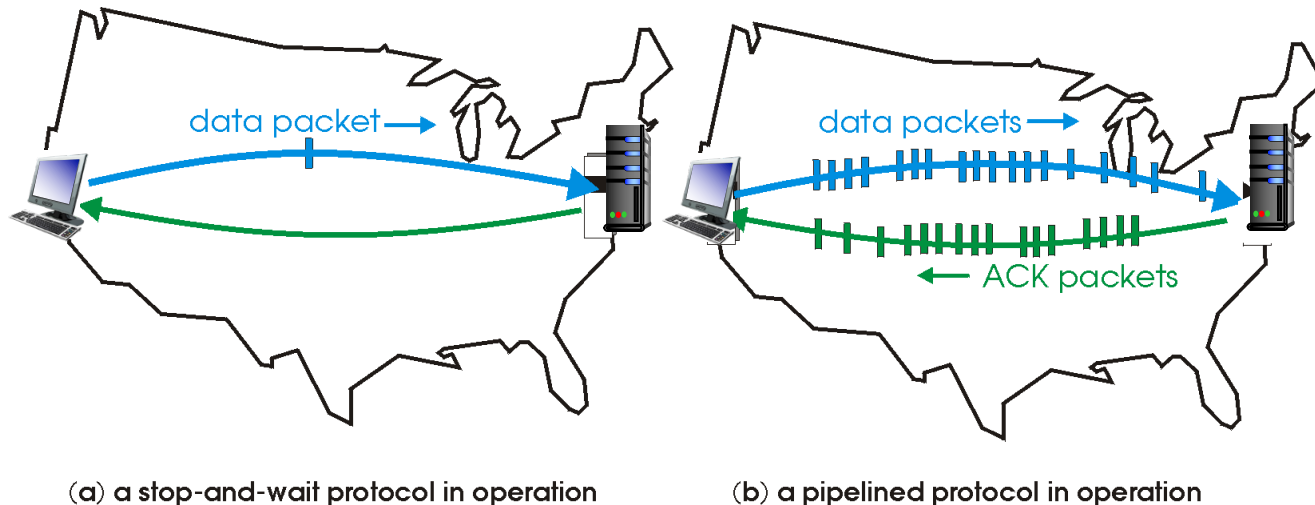 data packet
data packets
ACK packets
(a) a stop-and-wait protocol in operation
(b) a pipelined protocol in operation